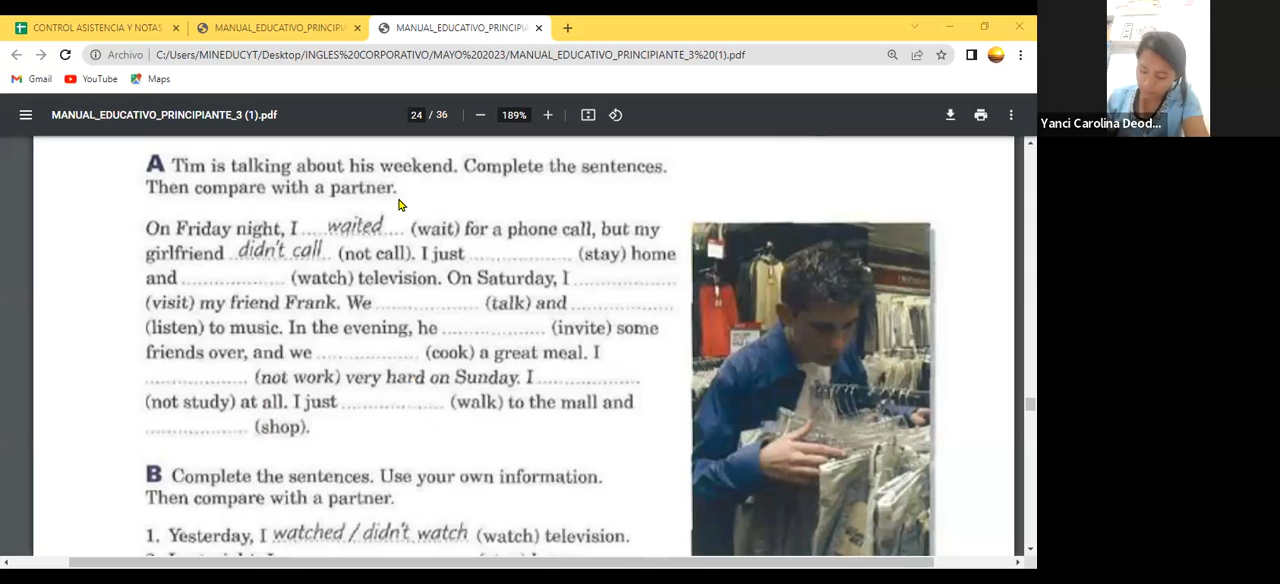 CONTROL ASISTENCIA Y NOTAS
MANUAL_EDUCATIVO_PRINCIPI
MANUAL_EDUCATIVO_PRINCIPIA
Archivo
C:/Users/MINEDUCYT/Desktop/INGLES%20CORPORATIVO/MAYO%202023/MANUAL_EDUCATIVO_PRINCIPIANTE_3%20(1).pdf
Gmail YouTube Maps
MANUAL_EDUCATIVO_PRINCIPIANTE_3 (1).pdf
24 / 36
189%
Yanci Carolina Deod...
A Tim is talking about his weekend. Complete the sentences.
Then compare with a partner.
On Friday night, I .... waited .... (wait) for a phone call, but my
girlfriend didn't call (not call). I just .................... (stay) home
and .................... (watch) television. On Saturday, I ....................
(visit) my friend Frank. We .................... (talk) and ....................
(listen) to music. In the evening, he .................... (invite) some
friends over, and we .................... (cook) a great meal. I
.................... (not work) very hard on Sunday. I ....................
(not study) at all. I just .................... (walk) to the mall and
.................... (shop).
B Complete the sentences. Use your own information.
Then compare with a partner.
1. Yesterday, I watched / didn't watch (watch) television.